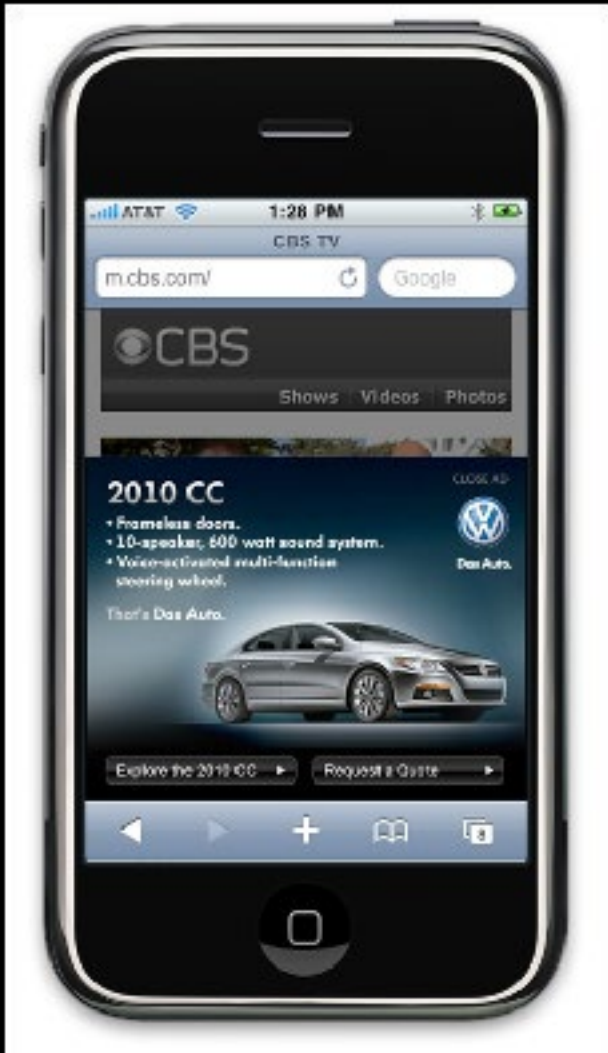 AT&T 1:28 PM
CBS TV
m.cbs.com/ Google
CBS
Shows Videos Photos
CLOSE AD
2010 CC
• Frameless doors.
• 10-speaker, 600 watt sound system.
• Voice-activated multi-function
steering wheel.
Das Auto.
That's Das Auto.
Explore the 2010 CC Request a Quote
8